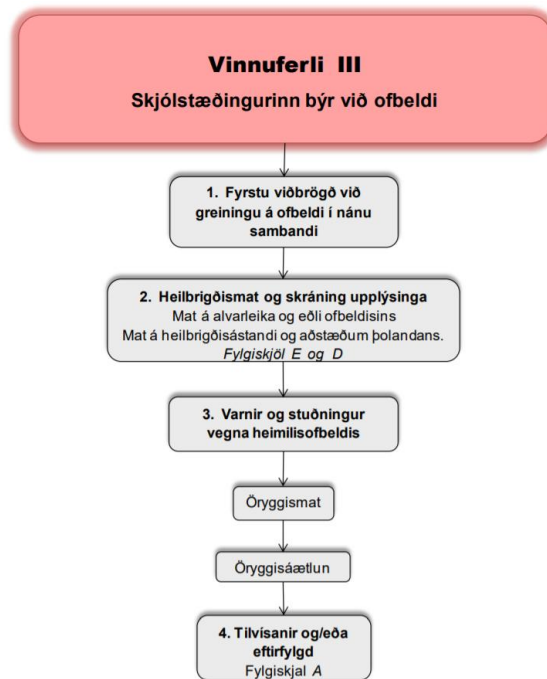 Vinnuferli III
Skjólstæðingurinn býr við ofbeldi
1. Fyrstu viðbrögð við
greiningu á ofbeldi í nánu
sambandi
2. Heilbrigðismat og skráning upplýsinga
Mat á alvarleika og eðli ofbeldisins
Mat á heilbrigðisástandi og aðstæðum þolandans.
Fylgiskjöl E og D
3. Varnir og stuðningur
vegna heimilisofbeldis
Öryggismat
Öryggisáætlun
4. Tilvísanir og/eða
eftirfylgd
Fylgiskjal A